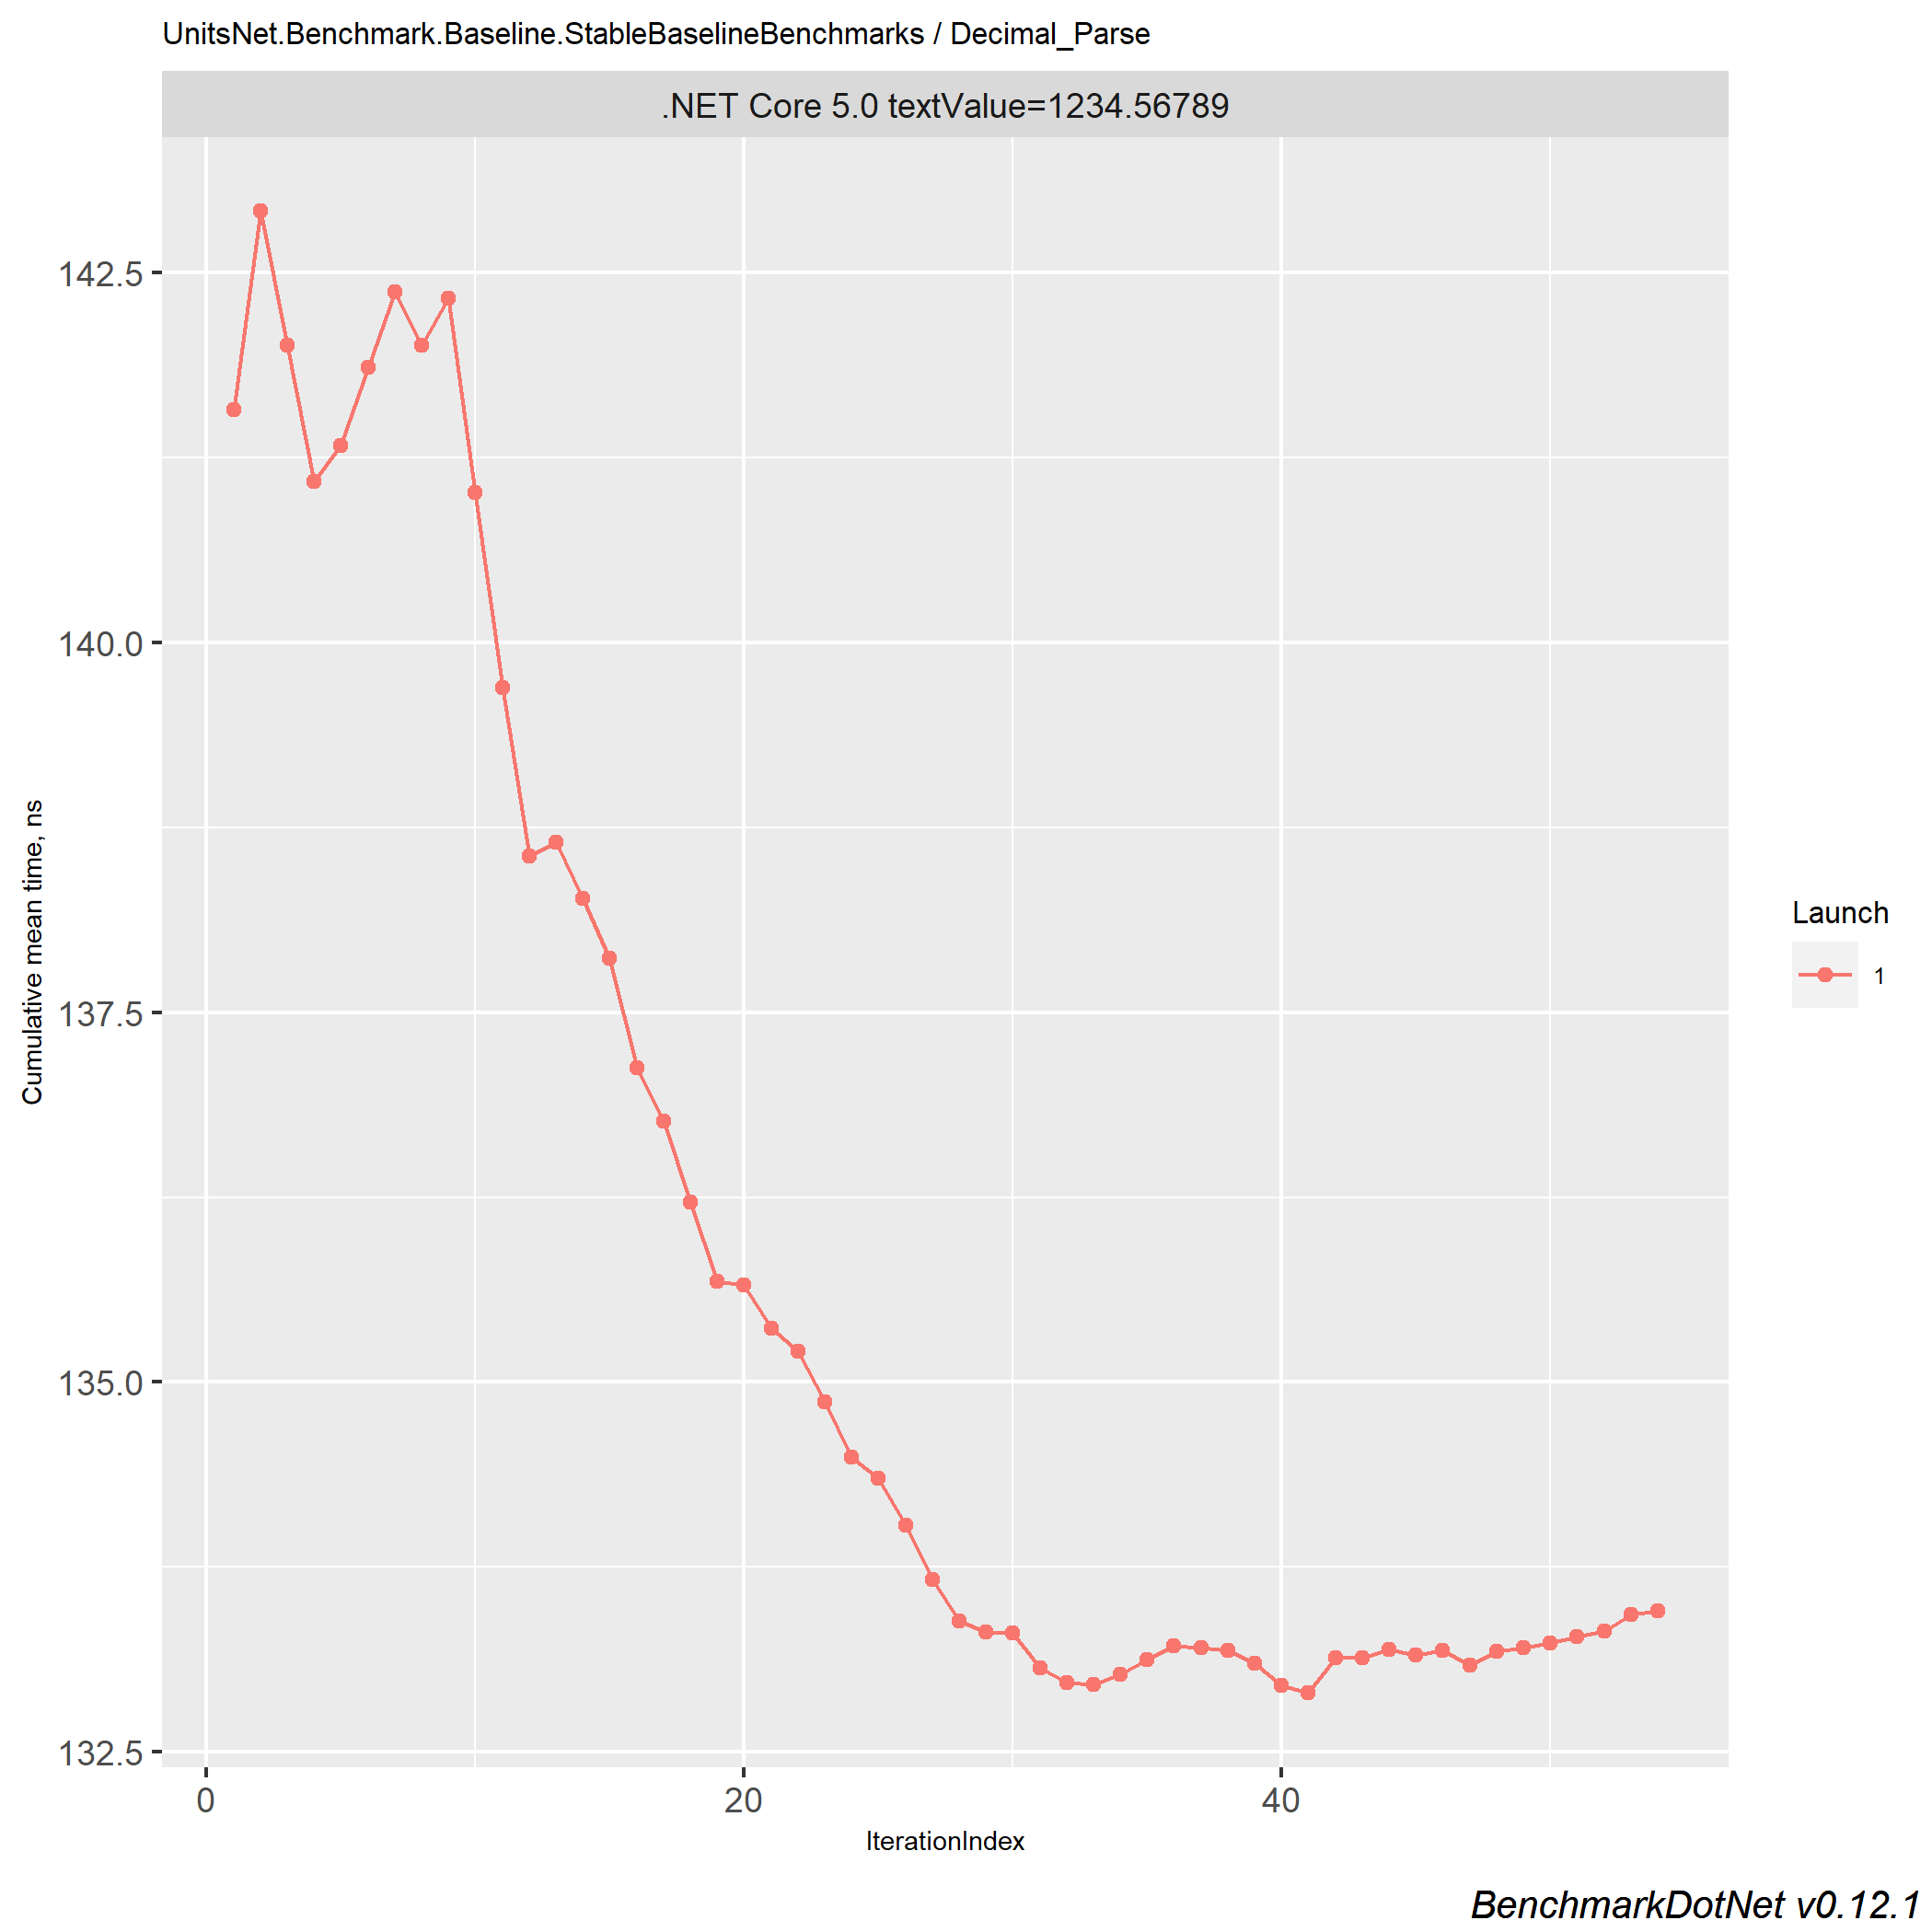 UnitsNet.Benchmark.Baseline.StableBaselineBenchmarks / Decimal_Parse
.NET Core 5.0 textValue=1234.56789
142.5
140.0
137.5
135.0
132.5
Cumulative mean time, ns
0
20
40
IterationIndex
Launch
1
BenchmarkDotNet v0.12.1